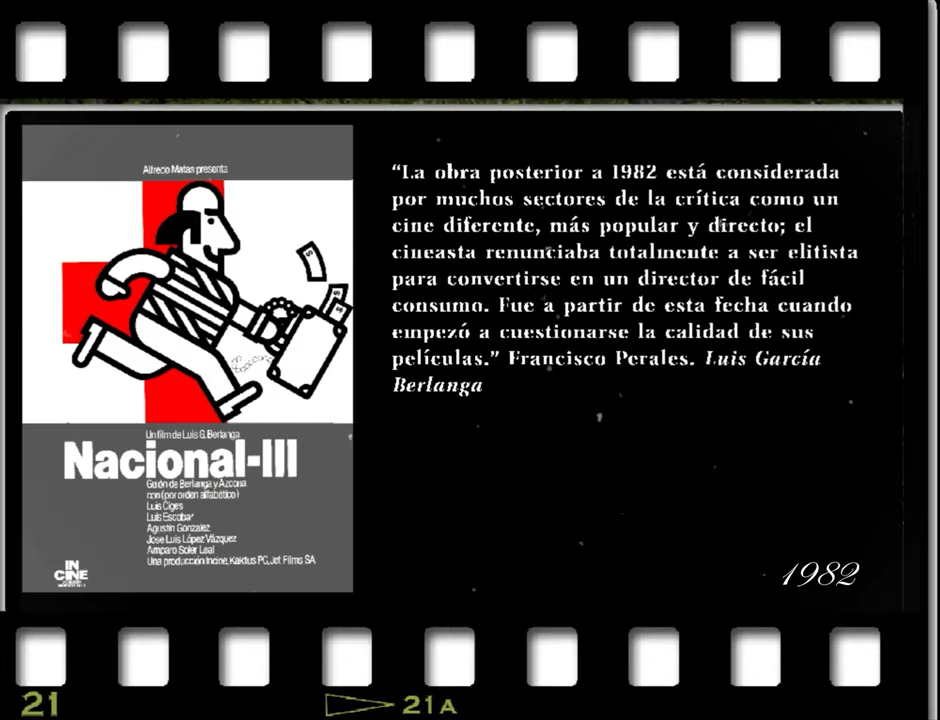 Alfredo Matas presenta
Un film de Luis G. Berlanga
Nacional-III
Guión de Berlanga y Azcona
con (por orden alfabético)
Luis Ciges
Luis Escobar
Agustin Gonzalez
Jose Luis López Vázquez
Amparo Soler Leal
Una producción Incine, Kaktus PC, Jet Films SA
IN
CINE
“La obra posterior a 1982 está considerada
por muchos sectores de la crítica como un
cine diferente, más popular y directo; el
cineasta renunciaba totalmente a ser elitista
para convertirse en un director de fácil
consumo. Fue a partir de esta fecha cuando
empezó a cuestionarse la calidad de sus
películas.” Francisco Perales. Luis García
Berlanga
1982
21
21A